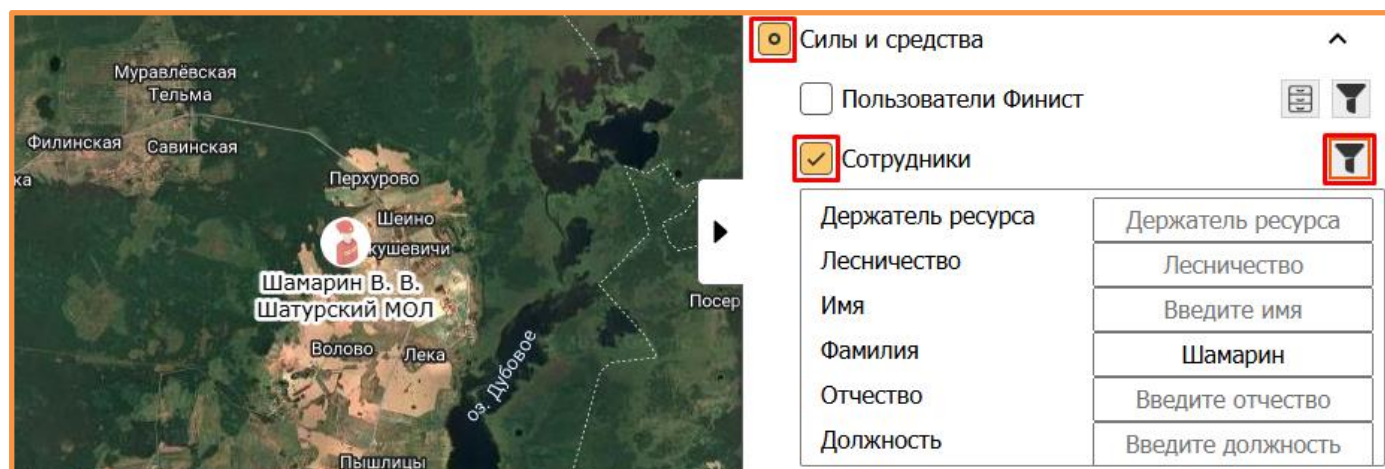 Муравлёвская
Тельма
Филинская
Савинская
ка
Перхурово
Шеино
кушевичи
Шамарин В. В.
Шатурский МОЛ
Посер
Волово
Лека
оз. Дубовое
Пышлицы
Силы и средства
Пользователи Финист
Сотрудники
Держатель ресурса Держатель ресурса
Лесничество Лесничество
Имя Введите имя
Фамилия Шамарин
Отчество Введите отчество
Должность Введите должность